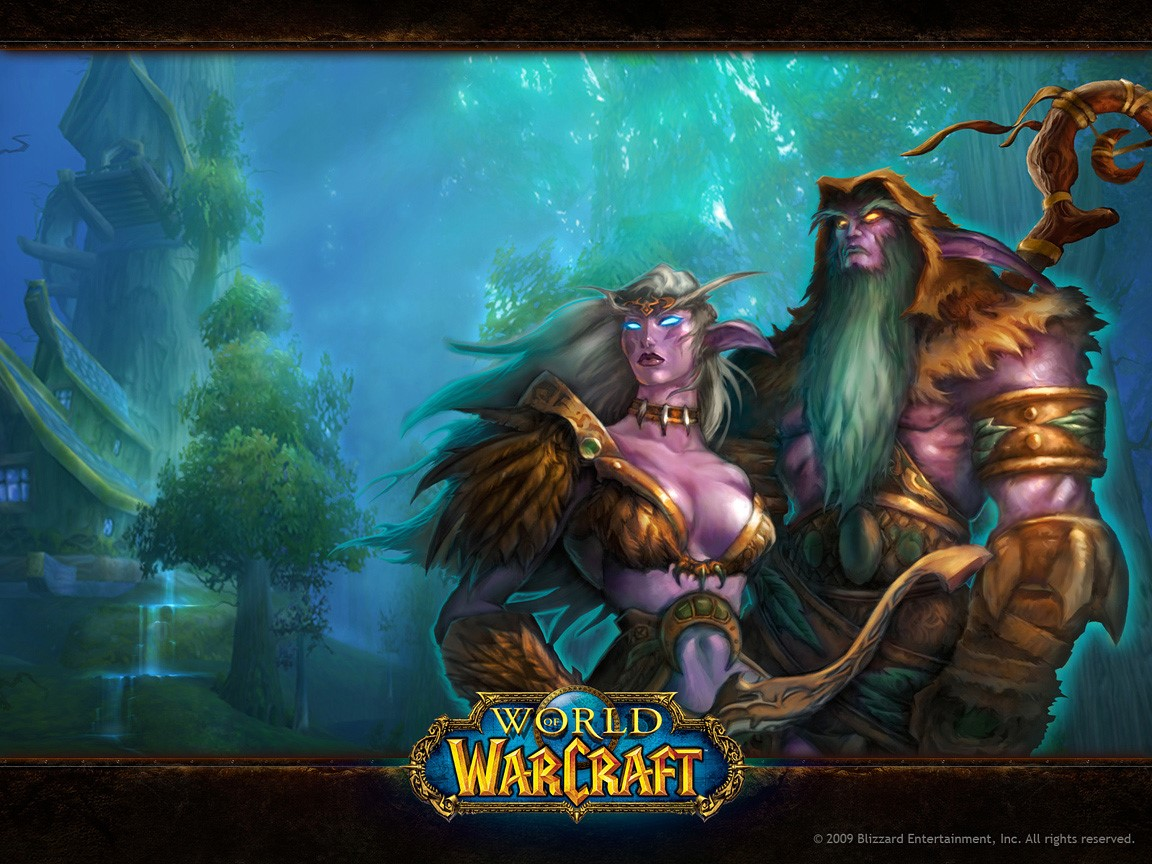 WORLD
OF
WARCRAFT
© 2009 Blizzard Entertainment, Inc. All rights reserved.